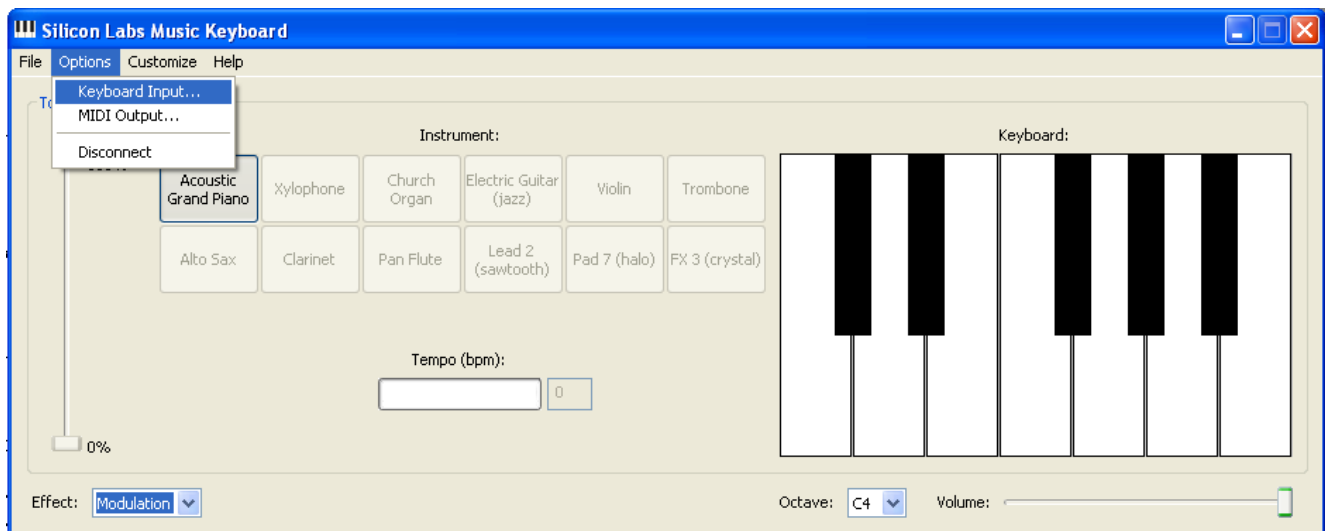 Silicon Labs Music Keyboard
File Options Customize Help
Keyboard Input...
MIDI Output...
Disconnect
Instrument:
Keyboard:
Acoustic
Grand Piano
Xylophone
Church
Organ
Electric Guitar
(jazz)
Violin
Trombone
Alto Sax
Clarinet
Pan Flute
Lead 2
(sawtooth)
Pad 7 (halo)
FX 3 (crystal)
Tempo (bpm):
0
0%
Effect: Modulation
Octave: C4 Volume: